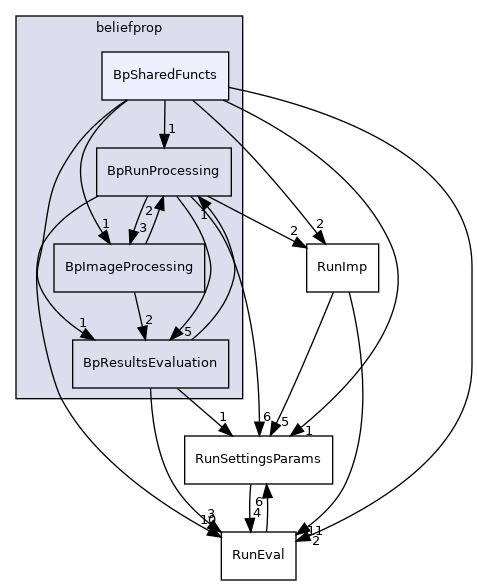 beliefprop
BpSharedFuncts
1
BpRunProcessing
1
2
2
1
3
2
BpImageProcessing
RunImp
2
1
5
BpResultsEvaluation
1
6
5
1
RunSettingsParams
6
4
3
11
2
RunEval